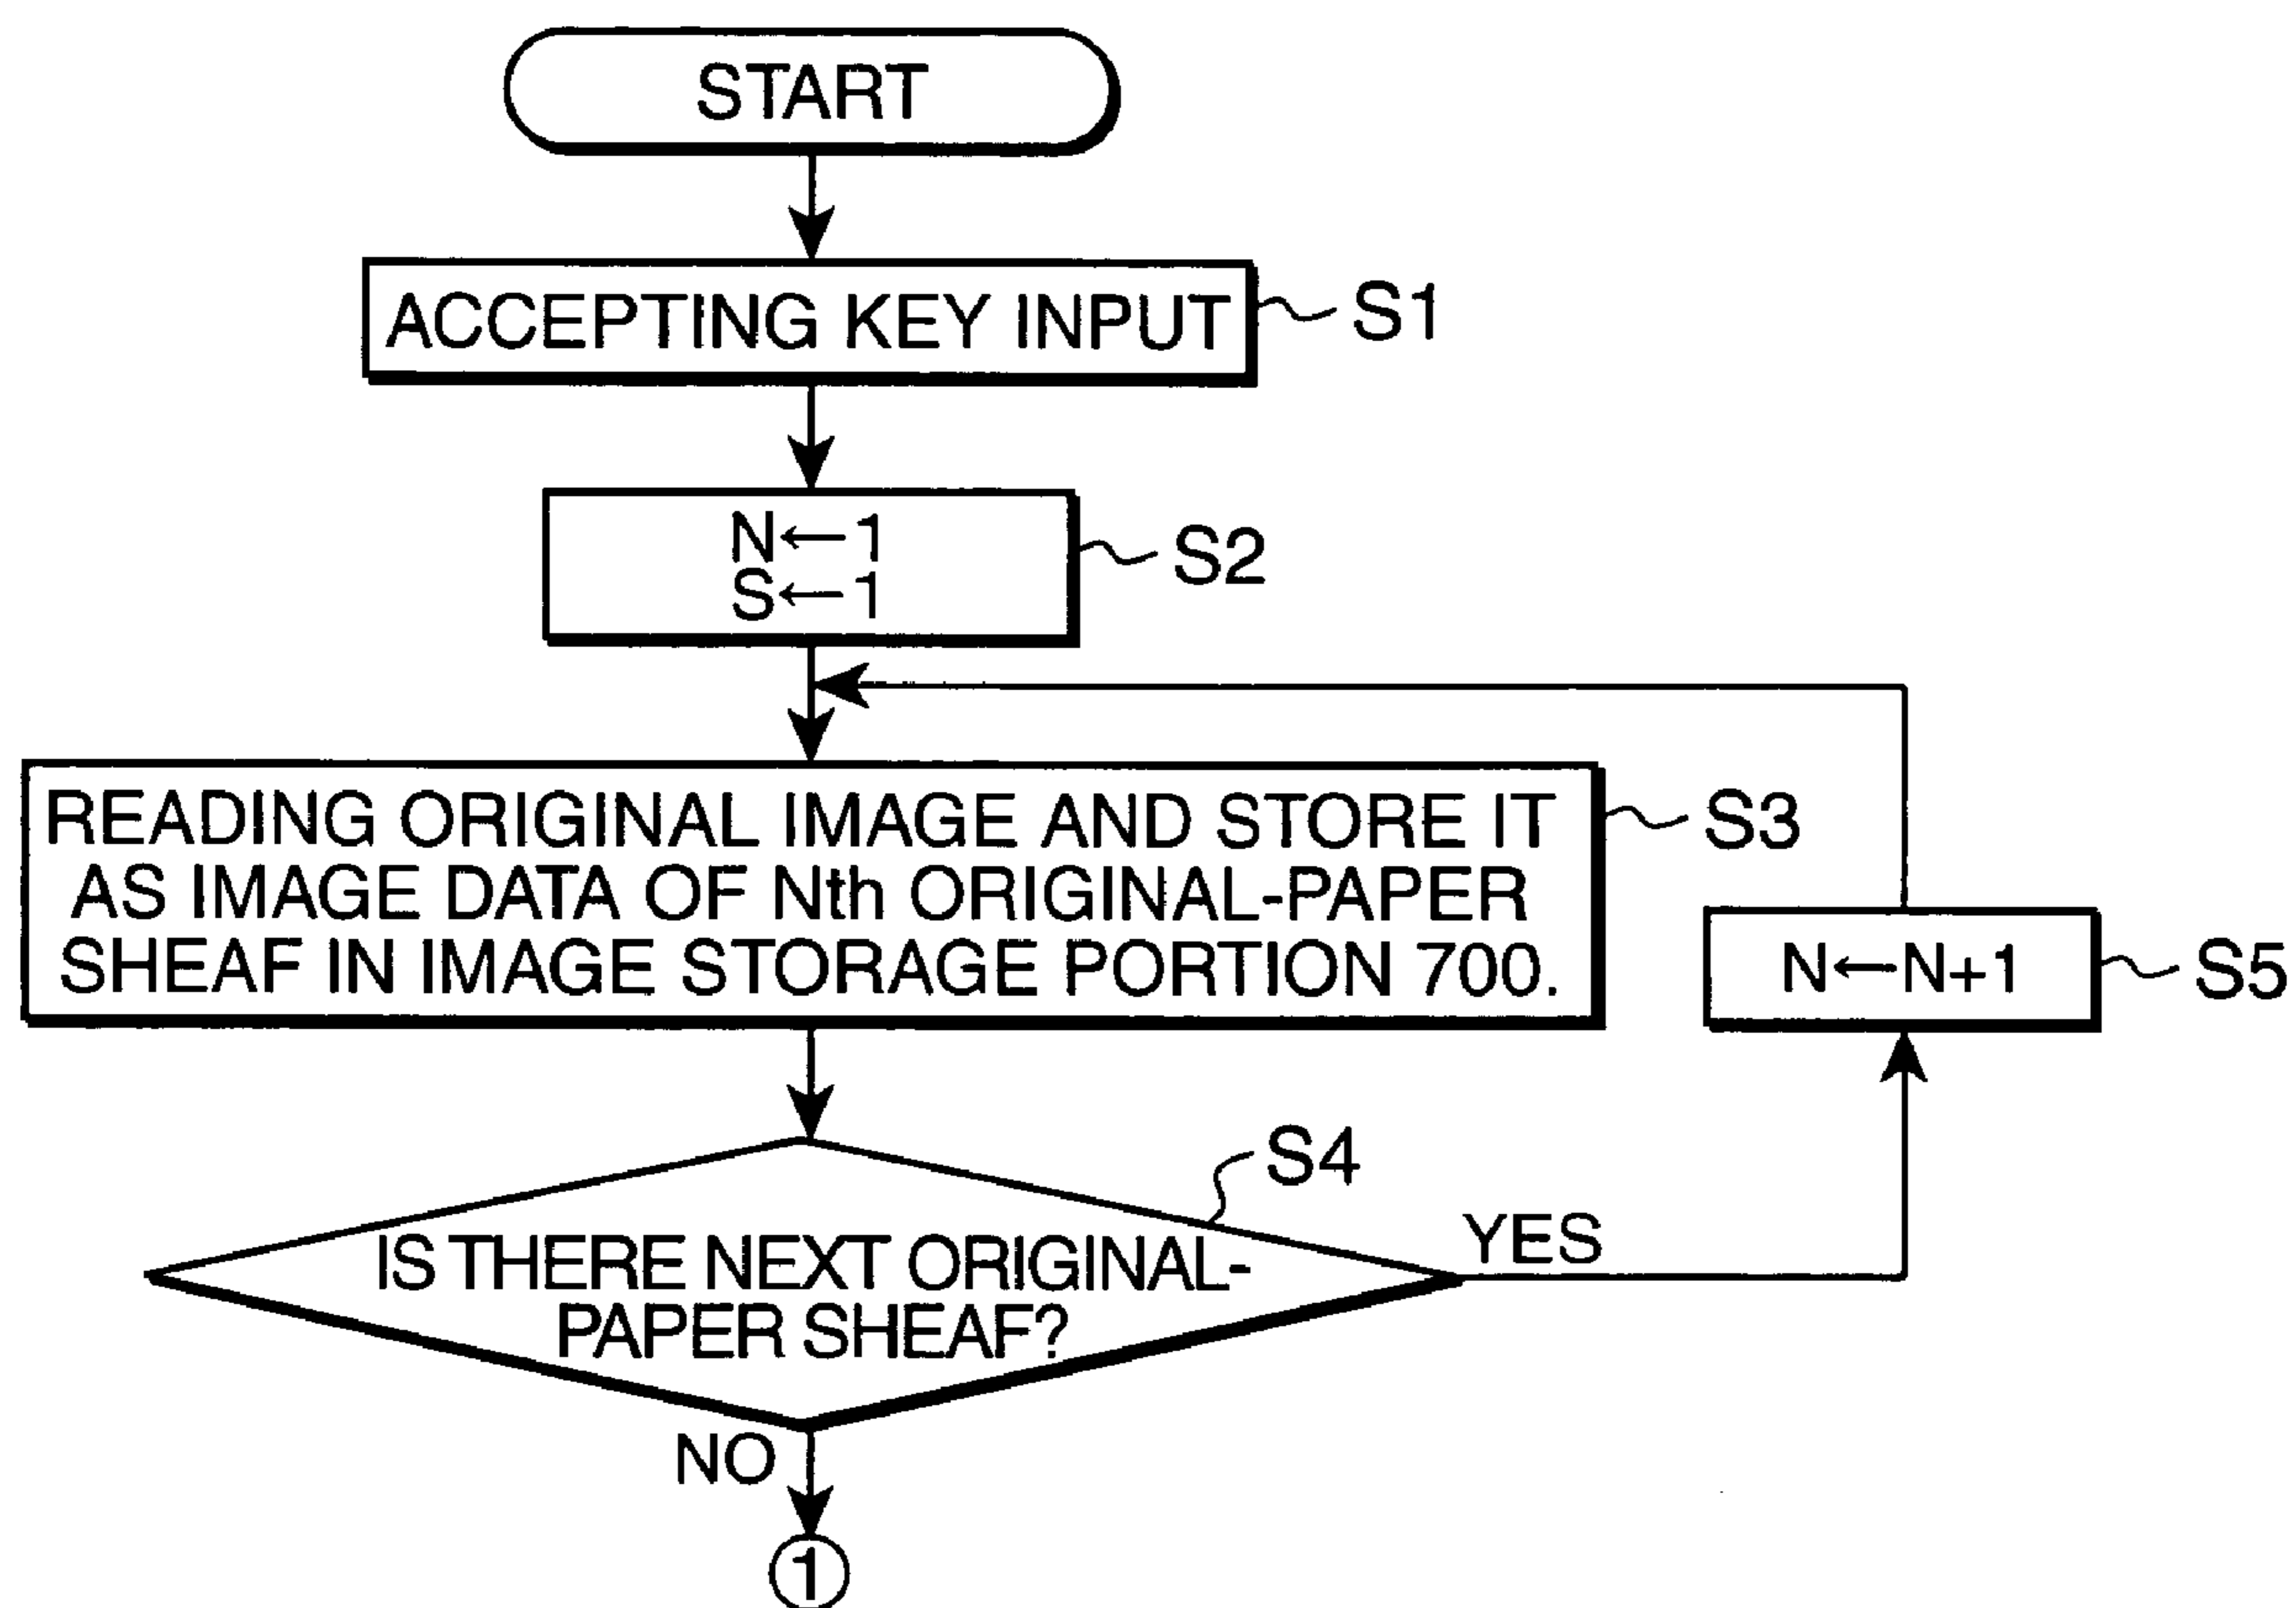 START
ACCEPTING KEY INPUT
S1
N←1
S←1
S2
READING ORIGINAL IMAGE AND STORE IT
AS IMAGE DATA OF Nth ORIGINAL-PAPER
SHEAF IN IMAGE STORAGE PORTION 700.
S3
N←N+1
S5
S4
IS THERE NEXT ORIGINAL-
PAPER SHEAF?
YES
NO
1